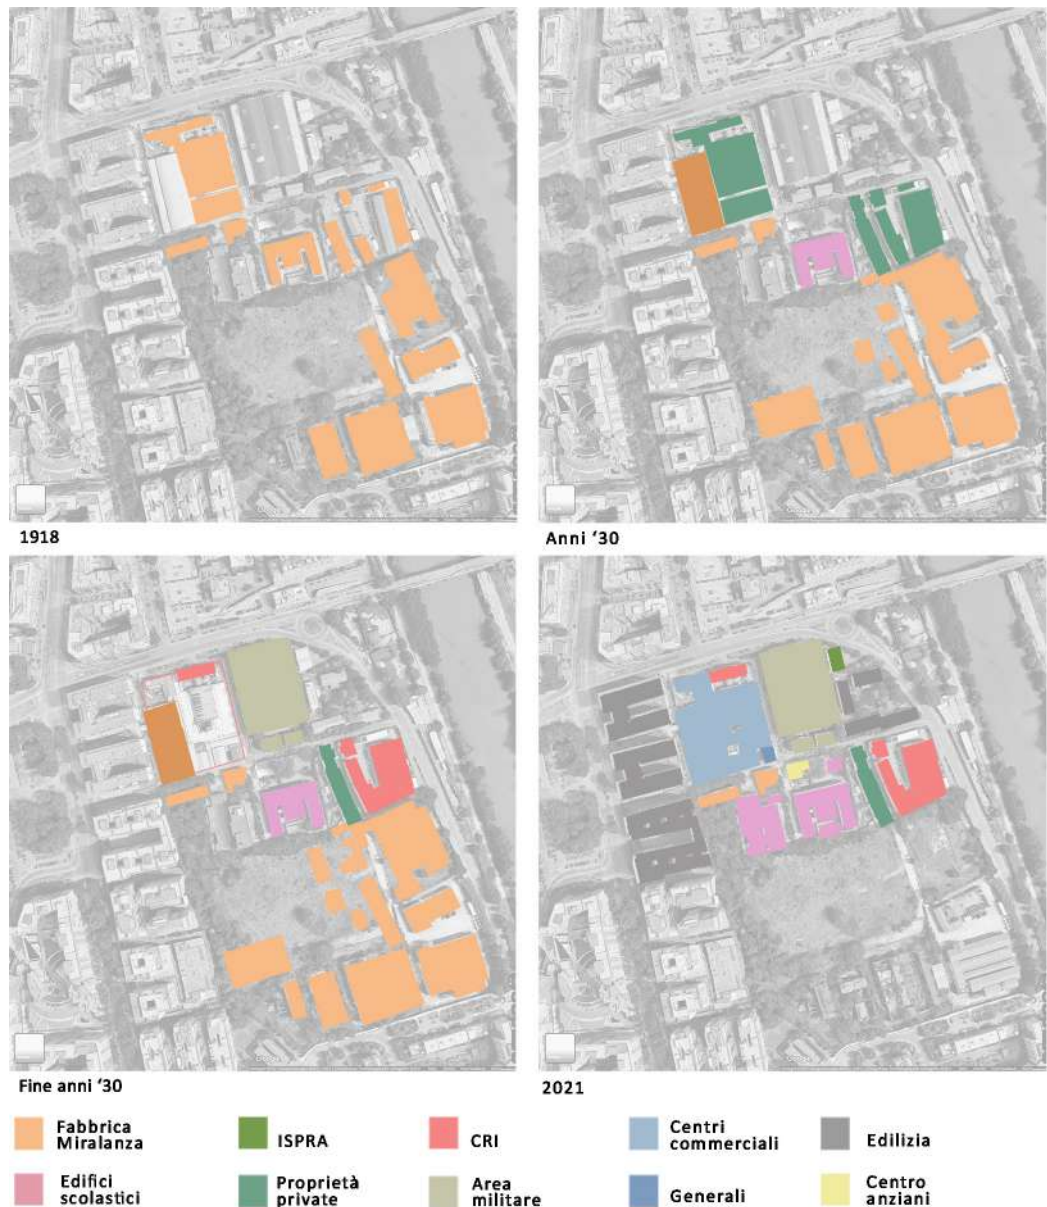 1918
Anni ‘30
Fine anni ‘30
2021
Fabbrica
Miralanza
ISPRA
CRI
Centri
commerciali
Edilizia
Edifici
scolastici
Proprietà
private
Area
militare
Generali
Centro
anziani